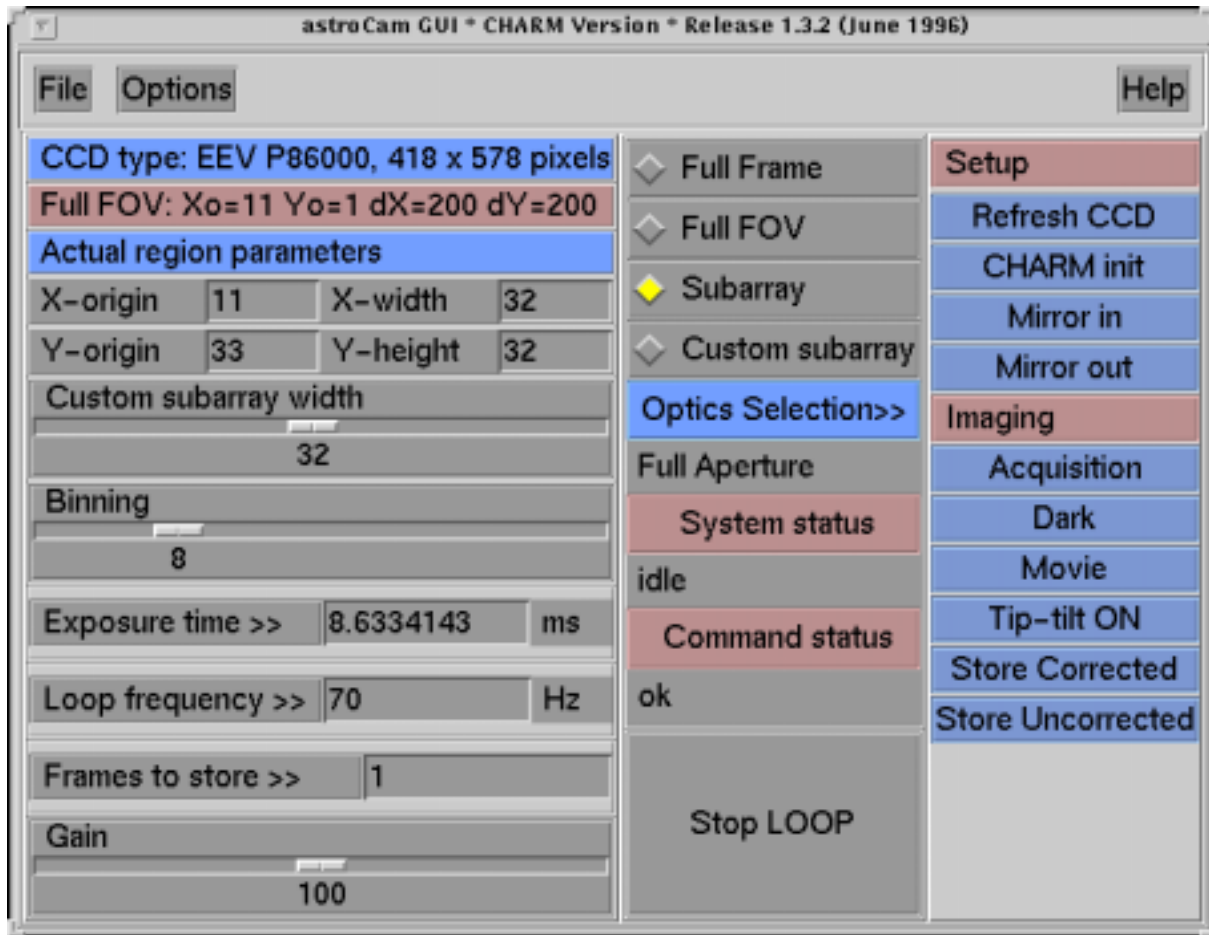 astroCam GUI * CHARM Version * Release 1.3.2 (June 1996)
File Options Help
CCD type: EEV P86000, 418 x 578 pixels
Full FOV: Xo=11 Yo=1 dX=200 dY=200
Actual region parameters
X-origin 11 X-width 32
Y-origin 33 Y-height 32
Custom subarray width
32
Binning
8
Exposure time >> 8.6334143 ms
Loop frequency >> 70 Hz
Frames to store >> 1
Gain
100
Full Frame
Full FOV
Subarray
Custom subarray
Optics Selection>>
Full Aperture
System status
idle
Command status
ok
Stop LOOP
Setup
Refresh CCD
CHARM init
Mirror in
Mirror out
Imaging
Acquisition
Dark
Movie
Tip-tilt ON
Store Corrected
Store Uncorrected